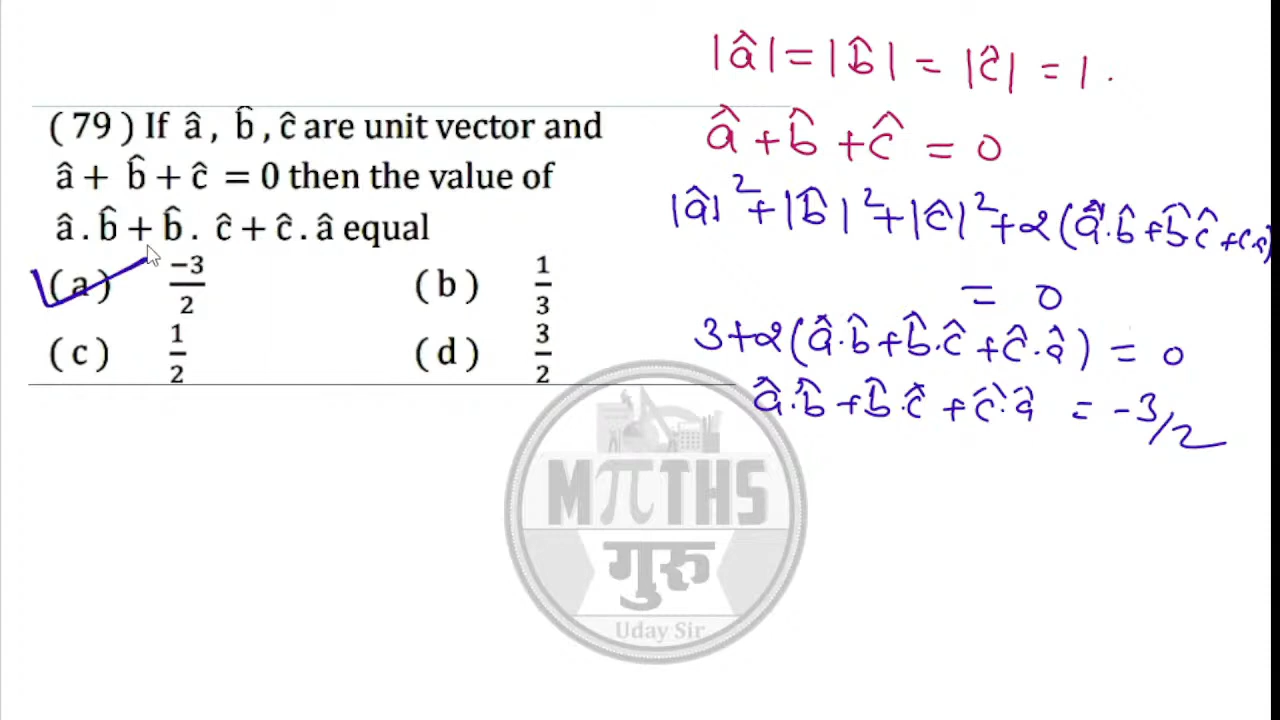 ( 79 ) If â , b̂ , ĉ are unit vector and
â + b̂ + ĉ = 0 then the value of
â . b̂ + b̂ . ĉ + ĉ . â equal
( a ) -3/2 ( b ) 1/3
( c ) 1/2 ( d ) 3/2
|â| = |b̂| = |ĉ| = 1 .
â + b̂ + ĉ = 0
|â|² + |b̂|² + |ĉ|² + 2 (â.b̂ + b̂.ĉ + c.a)
= 0
3 + 2 (â.b̂ + b̂.ĉ + ĉ.â) = 0
â.b̂ + b̂.ĉ + ĉ.â = -3/2
MπTHS
गुरु
Uday Sir